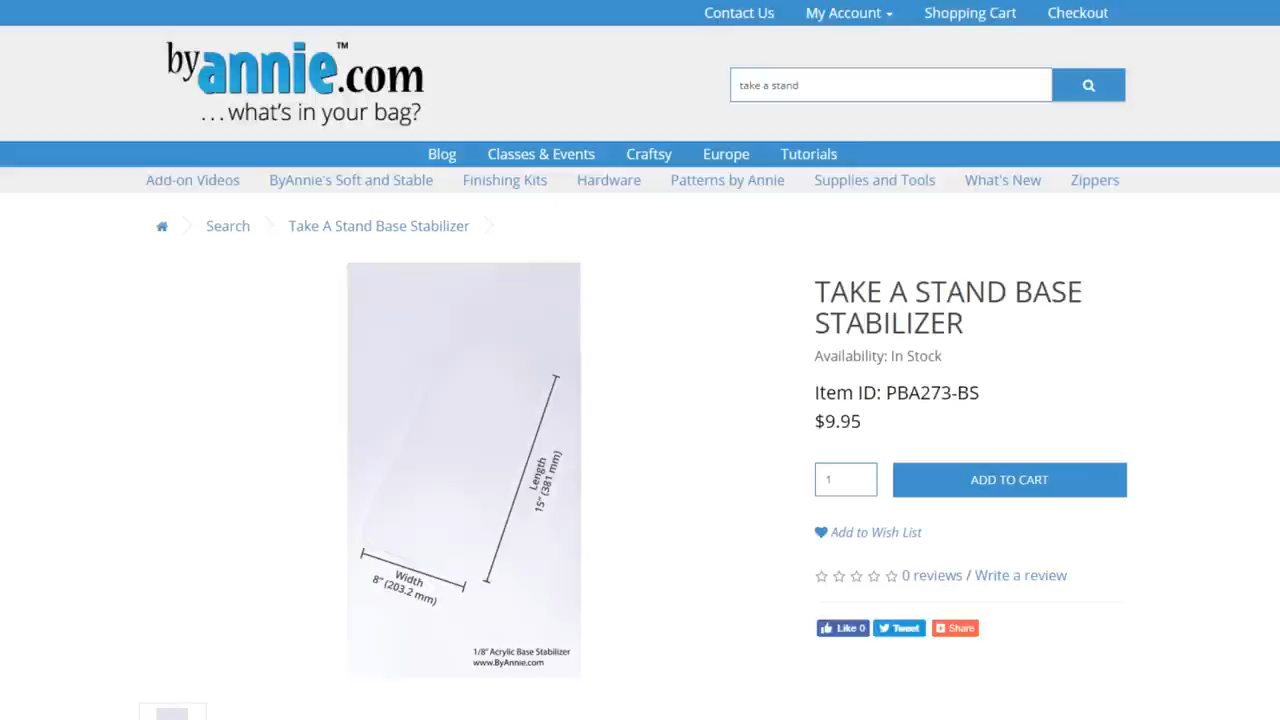 Contact Us My Account Shopping Cart Checkout
byannie.com™
...what's in your bag?
take a stand
Blog Classes & Events Craftsy Europe Tutorials
Add-on Videos ByAnnie's Soft and Stable Finishing Kits Hardware Patterns by Annie Supplies and Tools What's New Zippers
Search Take A Stand Base Stabilizer
TAKE A STAND BASE
STABILIZER
Availability: In Stock
Item ID: PBA273-BS
$9.95
1 ADD TO CART
Add to Wish List
0 reviews / Write a review
Like 0 Tweet Share
Length
15" (381 mm)
Width
8" (203.2 mm)
1/8" Acrylic Base Stabilizer
www.ByAnnie.com